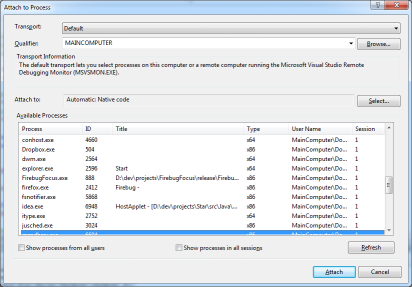 Attach to Process
Transport: Default
Qualifier: MAINCOMPUTER Browse...
Transport Information
The default transport lets you select processes on this computer or a remote computer running the Microsoft Visual Studio Remote
Debugging Monitor (MSVSMON.EXE).
Attach to: Automatic: Native code Select...
Available Processes
Process ID Title Type User Name Session
conhost.exe 4660 x64 MainComputer\Do... 1
Dropbox.exe 504 x86 MainComputer\Do... 1
dwm.exe 2564 x64 MainComputer\Do... 1
explorer.exe 2596 Start x64 MainComputer\Do... 1
FirebugFocus.exe 888 D:\dev\projects\FirebugFocus\release\Firebu... x86 MainComputer\Do... 1
firefox.exe 2412 Firebug - x86 MainComputer\Do... 1
fsnotifier.exe 5868 x86 MainComputer\Do... 1
idea.exe 6948 HostApplet - [D:\dev\projects\Star\src\Java\... x86 MainComputer\Do... 1
itype.exe 2752 x64 MainComputer\Do... 1
jusched.exe 3024 x86 MainComputer\Do... 1
Show processes from all users Show processes in all sessions Refresh
Attach Cancel